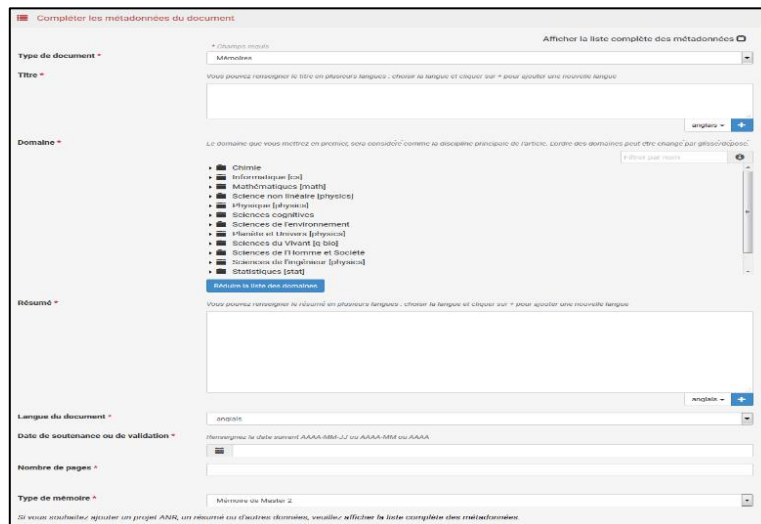 Compléter les métadonnées du document
Afficher la liste complète des métadonnées
* Champs requis
Type de document *
Mémoires
Titre *
Vous pouvez renseigner le titre en plusieurs langues : choisir la langue et cliquer sur + pour ajouter une nouvelle langue
anglais
+
Domaine *
Le domaine que vous mettrez en premier, sera considéré comme la discipline principale de l'article. L'ordre des domaines peut être changé par glissé/déposé.
Filtrer par nom
Chimie
Informatique [cs]
Mathématiques [math]
Science non linéaire [physics]
Physique [physics]
Sciences cognitives
Sciences de l'environnement
Planète et Univers [physics]
Sciences du Vivant [q bio]
Sciences de l'Homme et Société
Sciences de l'ingénieur [physics]
Statistiques [stat]
Réduire la liste des domaines
Résumé *
Vous pouvez renseigner le résumé en plusieurs langues : choisir la langue et cliquer sur + pour ajouter une nouvelle langue
anglais
+
Langue du document *
anglais
Date de soutenance ou de validation *
Renseignez la date suivant AAAA-MM-JJ ou AAAA-MM ou AAAA
Nombre de pages *
Type de mémoire *
Mémoire de Master 2
Si vous souhaitez ajouter un projet ANR, un résumé ou d'autres données, veuillez afficher la liste complète des métadonnées.